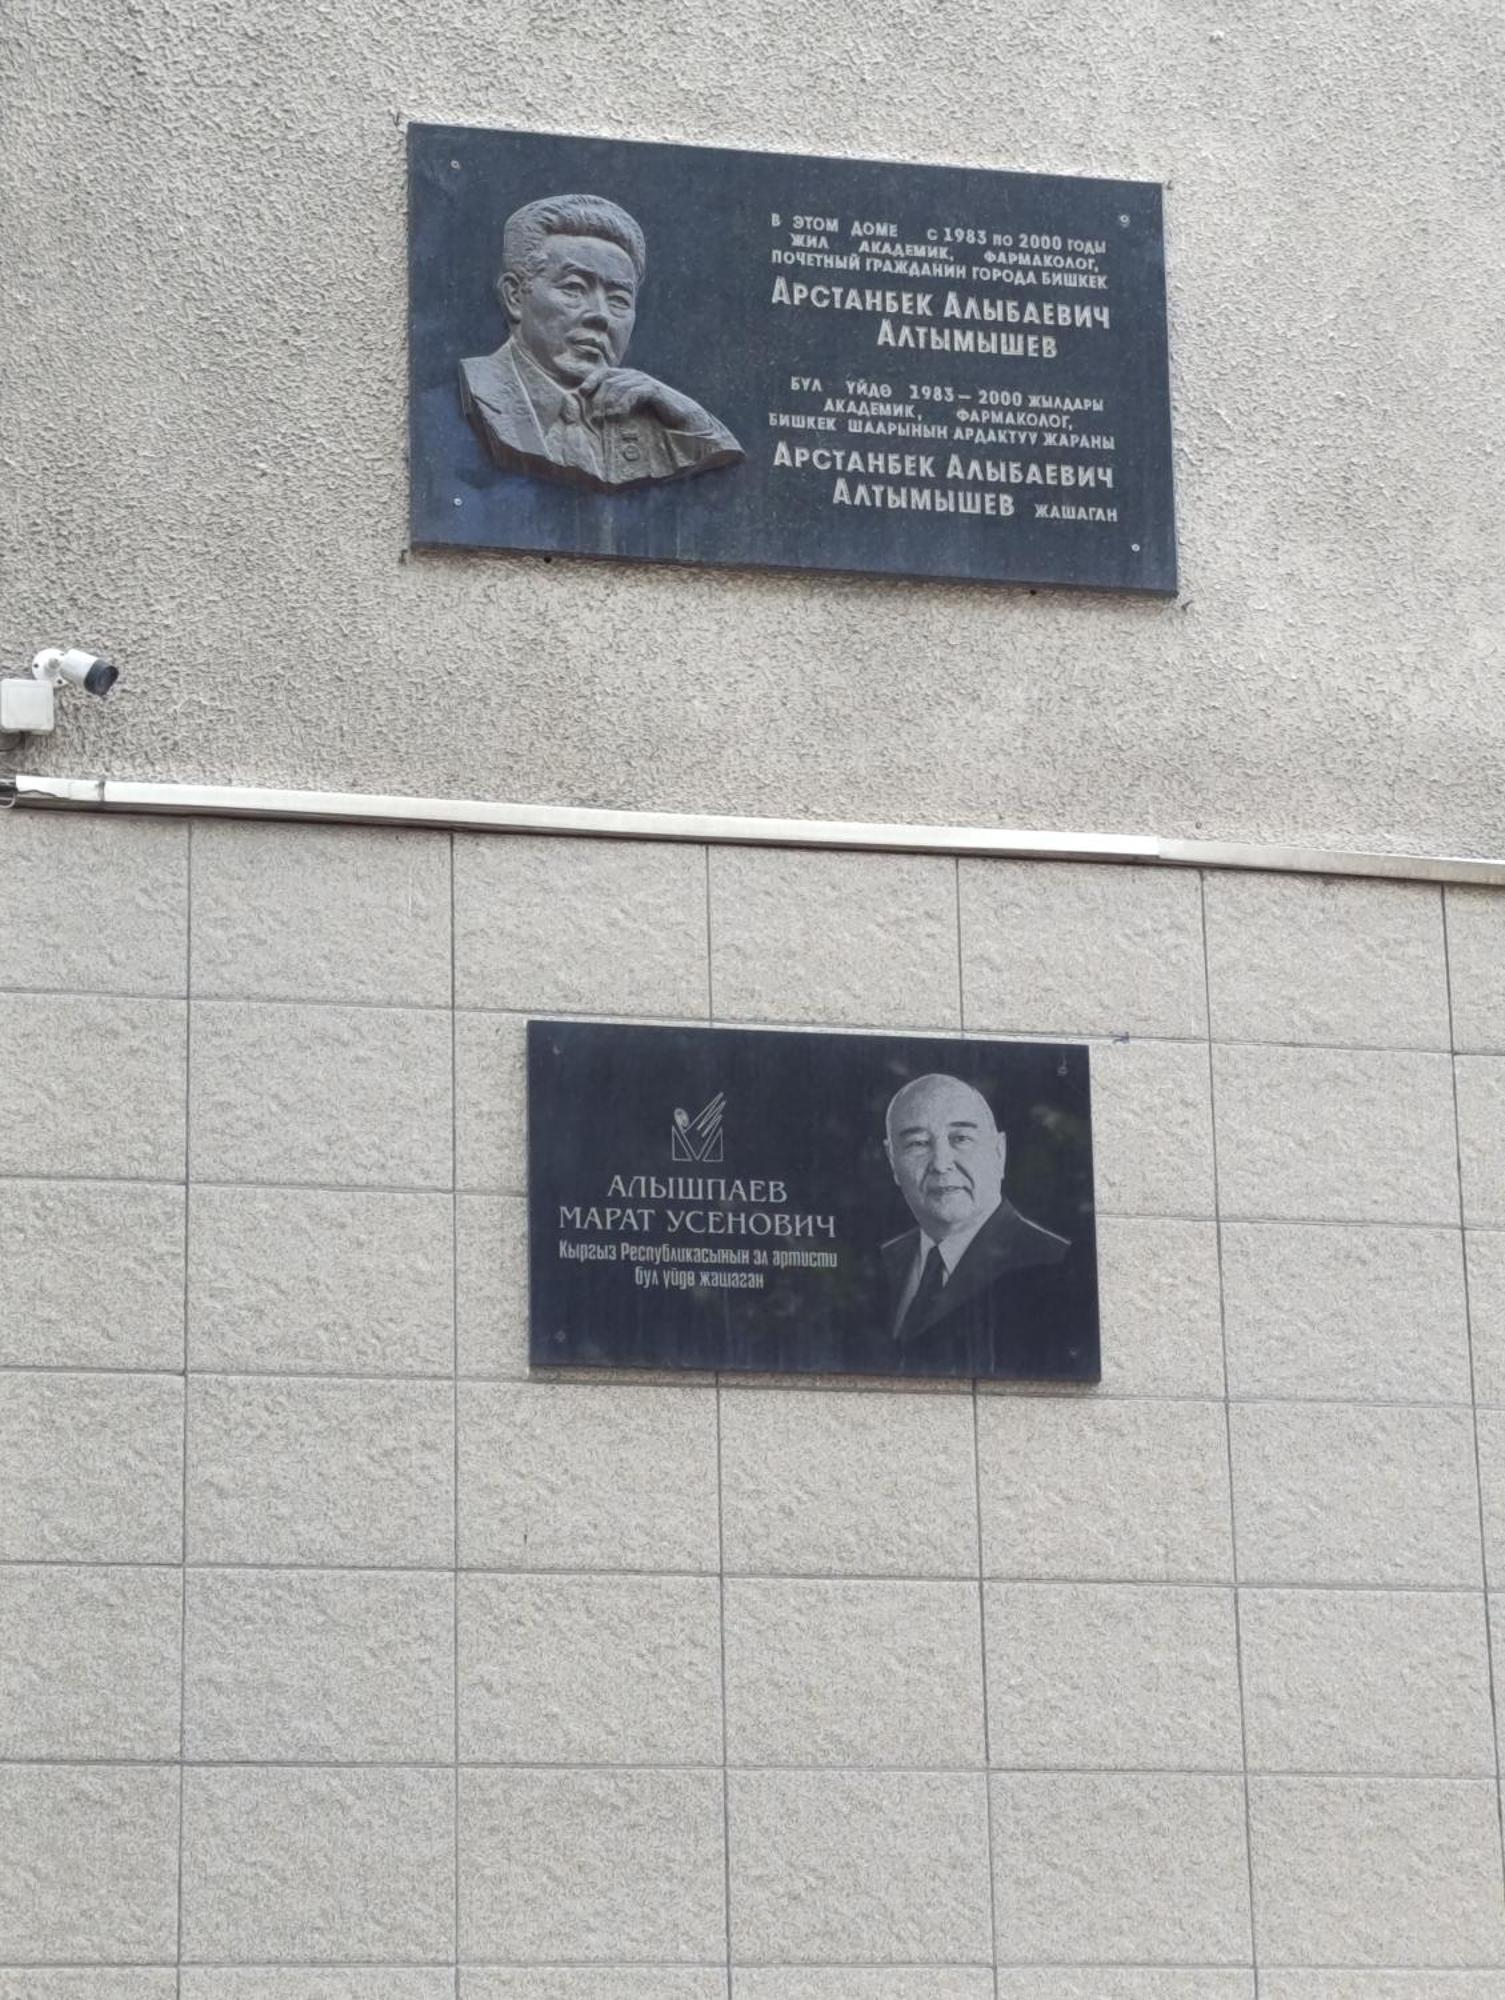 В ЭТОМ ДОМЕ С 1983 ПО 2000 ГОДЫ
ЖИЛ АКАДЕМИК, ФАРМАКОЛОГ,
ПОЧЕТНЫЙ ГРАЖДАНИН ГОРОДА БИШКЕК
АРСТАНБЕК АЛЫБАЕВИЧ
АЛТЫМЫШЕВ
БУЛ ҮЙДӨ 1983 – 2000 ЖЫЛДАРЫ
АКАДЕМИК, ФАРМАКОЛОГ,
БИШКЕК ШААРЫНЫН АРДАКТУУ ЖАРАНЫ
АРСТАНБЕК АЛЫБАЕВИЧ
АЛТЫМЫШЕВ ЖАШАГАН
АЛЫШПАЕВ
МАРАТ УСЕНОВИЧ
Кыргыз Республикасынын эл артисти
бул үйдө жашаган